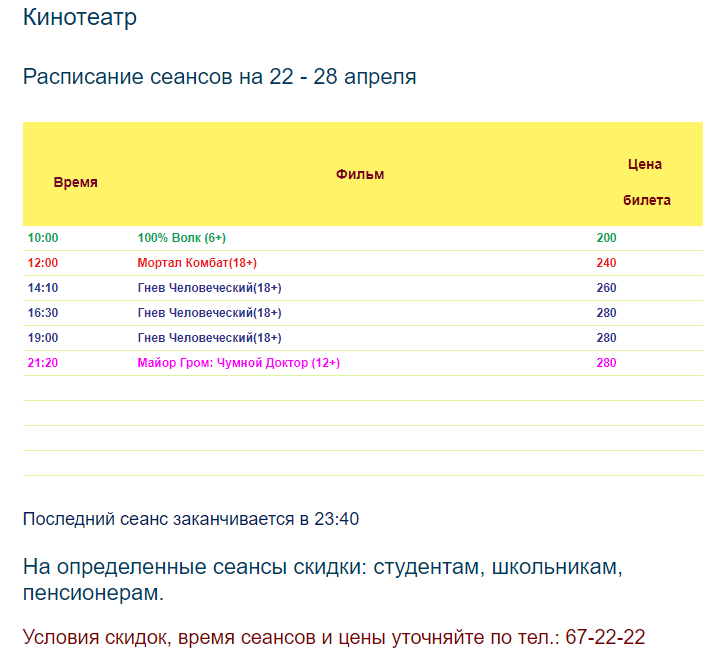 Кинотеатр
Расписание сеансов на 22 - 28 апреля
Время Фильм Цена билета
10:00 100% Волк (6+) 200
12:00 Мортал Комбат(18+) 240
14:10 Гнев Человеческий(18+) 260
16:30 Гнев Человеческий(18+) 280
19:00 Гнев Человеческий(18+) 280
21:20 Майор Гром: Чумной Доктор (12+) 280
Последний сеанс заканчивается в 23:40
На определенные сеансы скидки: студентам, школьникам,
пенсионерам.
Условия скидок, время сеансов и цены уточняйте по тел.: 67-22-22